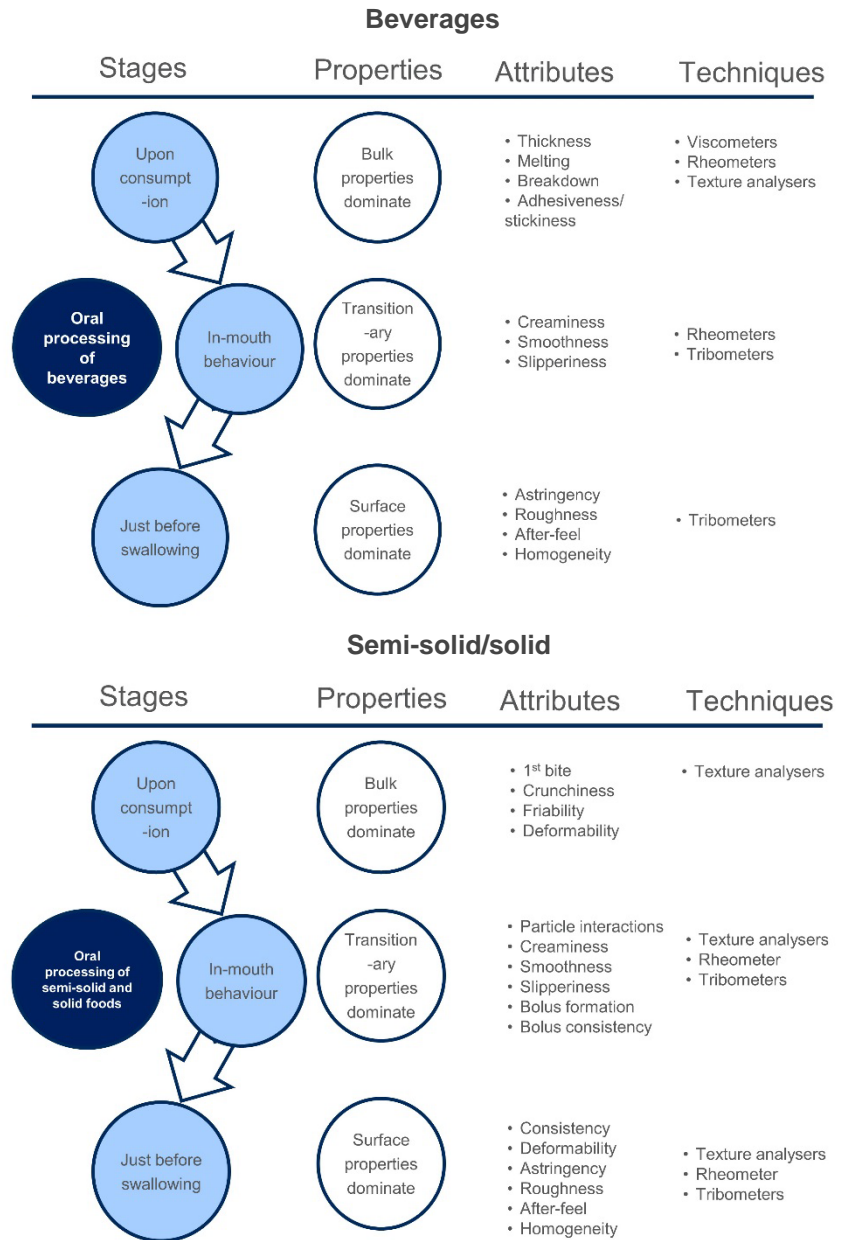 Beverages
Stages Properties Attributes Techniques
Upon
consumpt
-ion
Bulk
properties
dominate
• Thickness
• Melting
• Breakdown
• Adhesiveness/
stickiness
• Viscometers
• Rheometers
• Texture analysers
Oral
processing
of
beverages
In-mouth
behaviour
Transition
-ary
properties
dominate
• Creaminess
• Smoothness
• Slipperiness
• Rheometers
• Tribometers
Just before
swallowing
Surface
properties
dominate
• Astringency
• Roughness
• After-feel
• Homogeneity
• Tribometers
Semi-solid/solid
Stages Properties Attributes Techniques
Upon
consumpt
-ion
Bulk
properties
dominate
• 1st bite
• Crunchiness
• Friability
• Deformability
• Texture analysers
Oral
processing of
semi-solid and
solid foods
In-mouth
behaviour
Transition
-ary
properties
dominate
• Particle interactions
• Creaminess
• Smoothness
• Slipperiness
• Bolus formation
• Bolus consistency
• Texture analysers
• Rheometer
• Tribometers
Just before
swallowing
Surface
properties
dominate
• Consistency
• Deformability
• Astringency
• Roughness
• After-feel
• Homogeneity
• Texture analysers
• Rheometer
• Tribometers